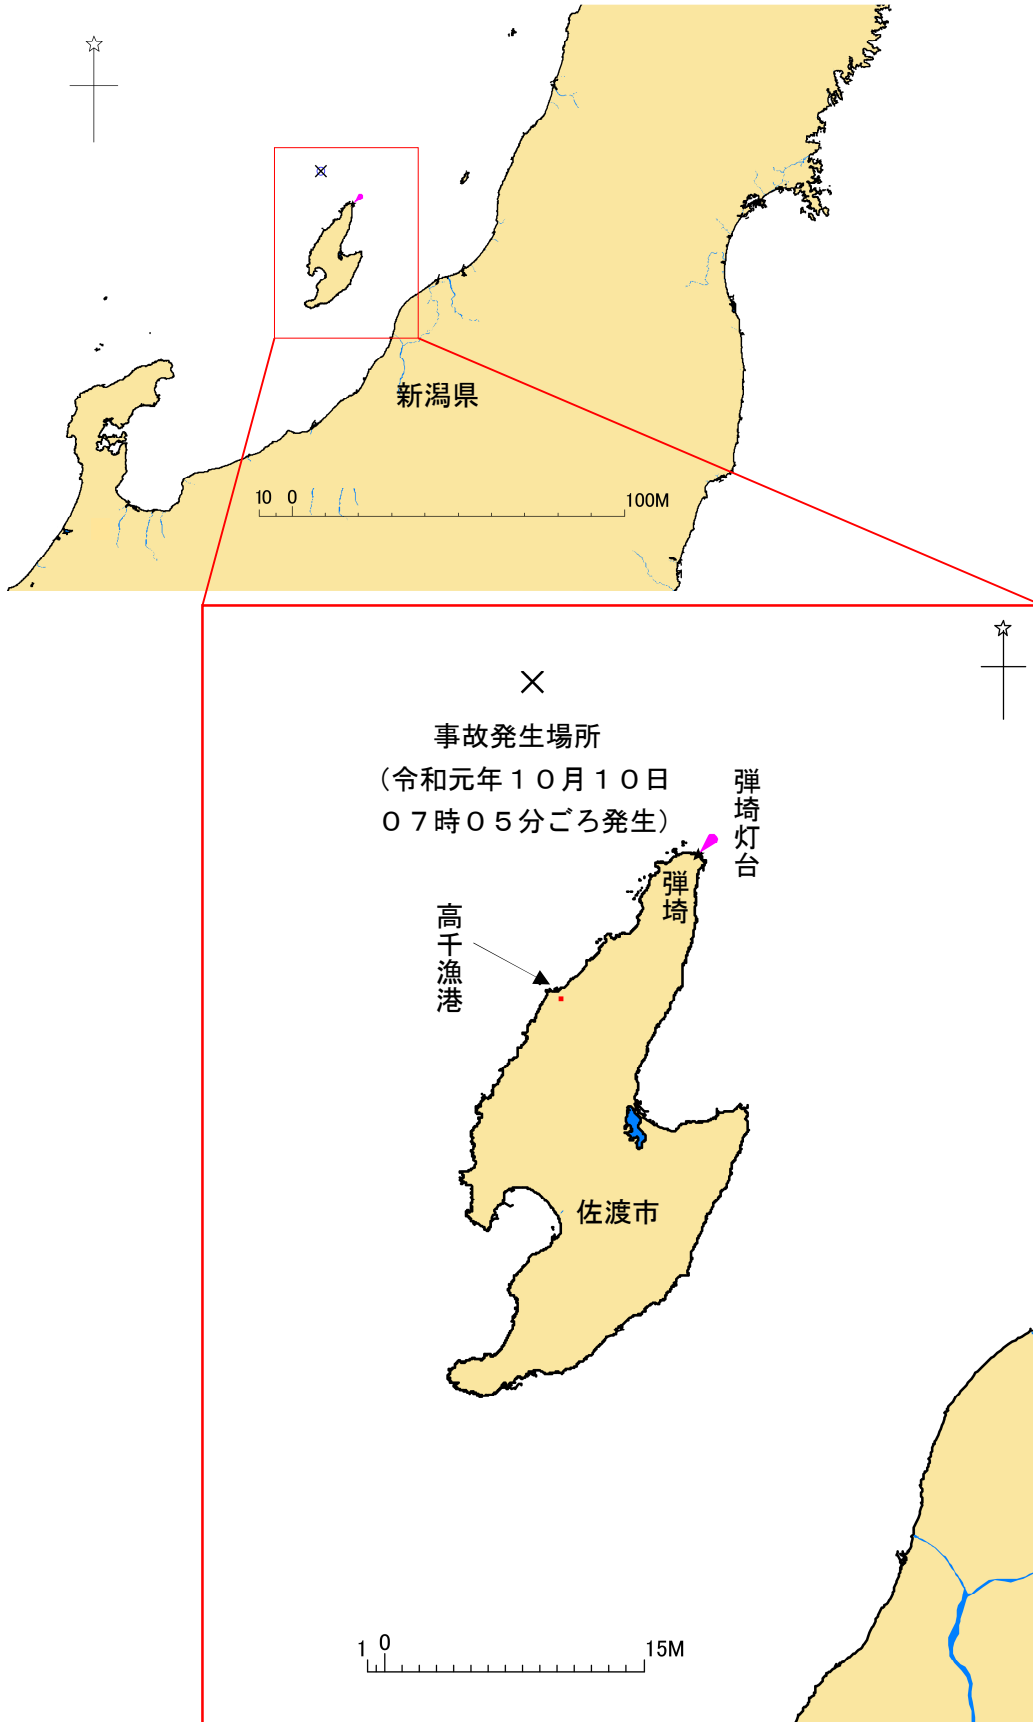 新潟県
10 0 100M
事故発生場所
（令和元年１０月１０日
０７時０５分ごろ発生）
弾埼灯台
弾埼
高千漁港
佐渡市
1 0 15M